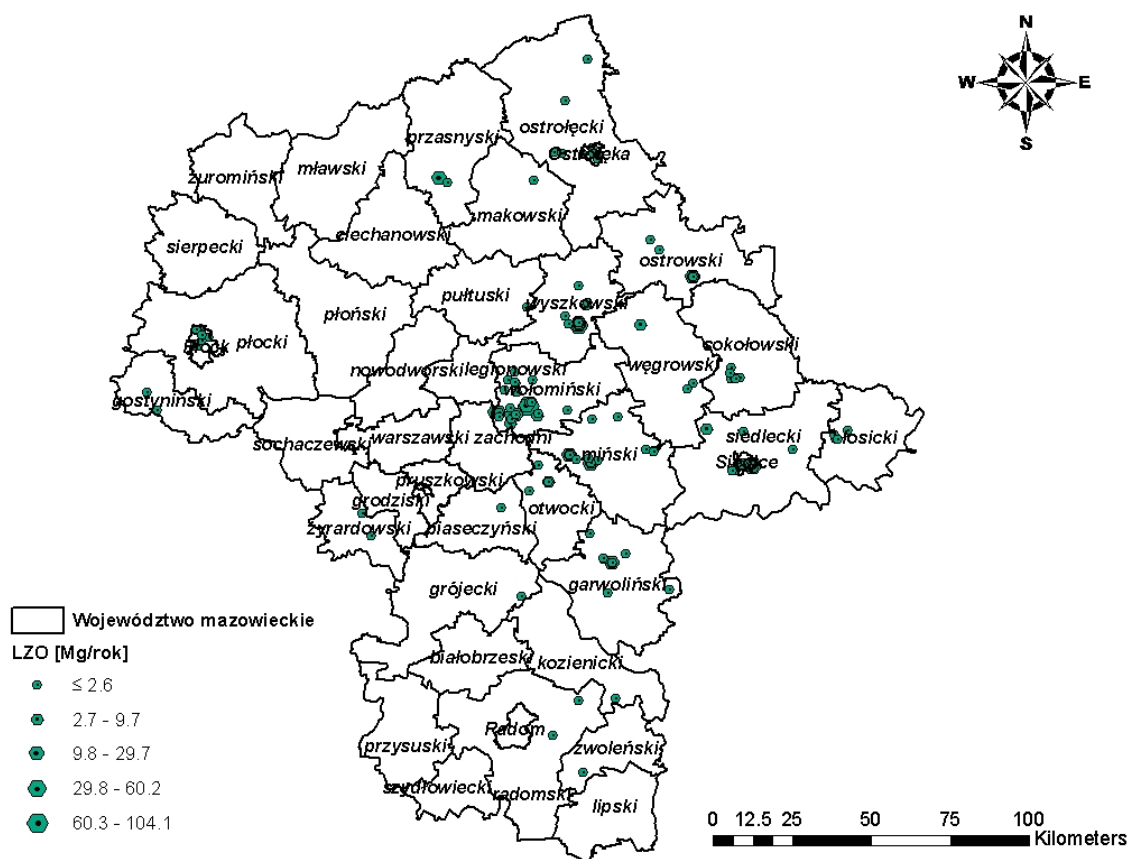 N
W E
S
ostrołęcki
przasnyski
Ostrołęka
mławski
żuromiński
makowski
ciechanowski
sierpecki
ostrowski
pułtuski
wyszkowski
płoński
płocki
Płock
sokołowski
węgrowski
nowodworski
legionowski
wołomiński
gostyniński
sochaczewski
warszawski zachodni
siedlecki
łosicki
miński
Siedlce
pruszkowski
grodziski
otwocki
żyrardowski
piaseczyński
grójecki
garwoliński
Województwo mazowieckie
LZO [Mg/rok]
białobrzeski
kozienicki
≤ 2.6
2.7 - 9.7
Radom
9.8 - 29.7
przysuski
zwoleński
29.8 - 60.2
szydłowiecki
radomski
lipski
60.3 - 104.1
0 12.5 25 50 75 100
Kilometers